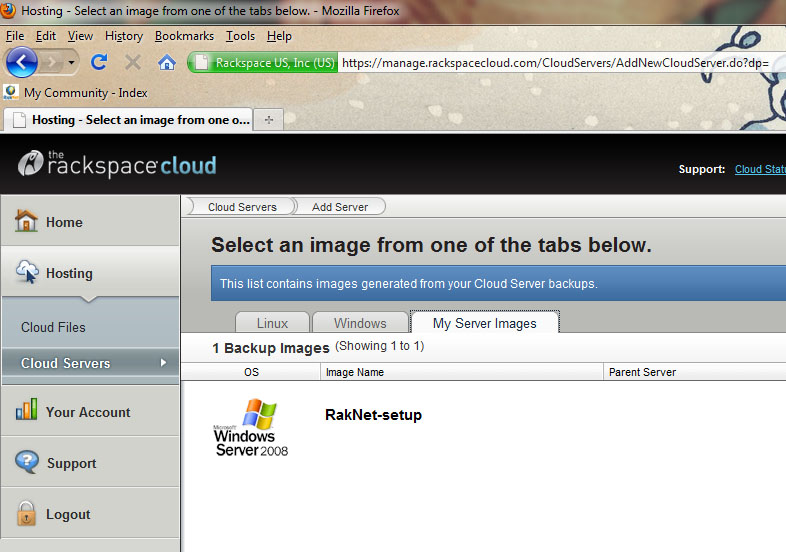 Hosting - Select an image from one of the tabs below. - Mozilla Firefox
File Edit View History Bookmarks Tools Help
Rackspace US, Inc (US) https://manage.rackspacecloud.com/CloudServers/AddNewCloudServer.do?dp=
My Community - Index
Hosting - Select an image from one o...
the
rackspace cloud
Support: Cloud Stat
Cloud Servers Add Server
Home
Select an image from one of the tabs below.
Hosting
This list contains images generated from your Cloud Server backups.
Cloud Files
Linux Windows My Server Images
1 Backup Images (Showing 1 to 1)
Cloud Servers
OS Image Name Parent Server
Your Account
RakNet-setup
Microsoft
Windows
Server 2008
Support
Logout